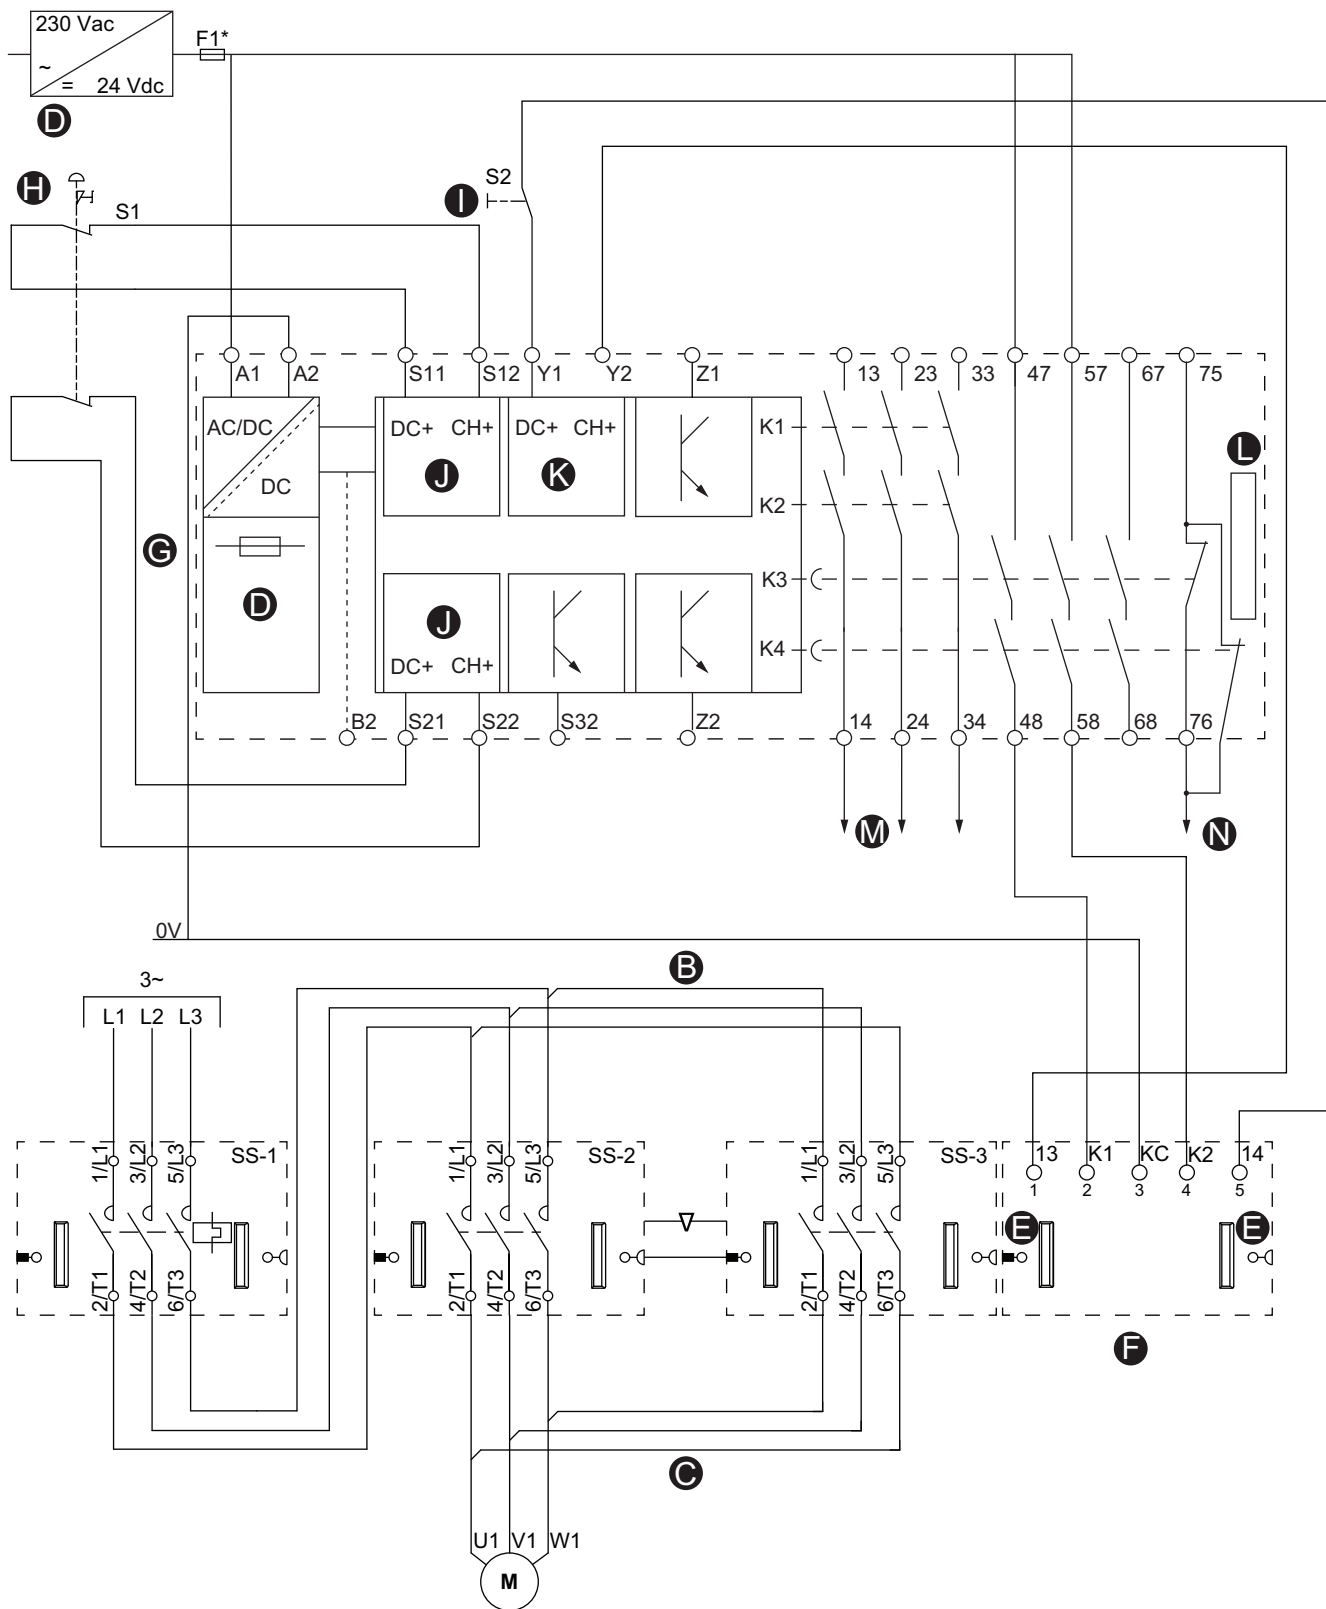 230 Vac
F1*
~
= 24 Vdc
D
H
S2
I
S1
A1 A2 S11 S12 Y1 Y2 Z1 13 23 33 47 57 67 75
AC/DC
DC
DC+ CH+
J
DC+ CH+
K
K1
K2
L
G
D
J
DC+ CH+
K3
K4
B2 S21 S22 S32 Z2 14 24 34 48 58 68 76
M
N
0V
B
3~
L1 L2 L3
1/L1 3/L2 5/L3 SS-1
2/T1 4/T2 6/T3
1/L1 3/L2 5/L3 SS-2
2/T1 4/T2 6/T3
1/L1 3/L2 5/L3 SS-3
2/T1 4/T2 6/T3
13 K1 KC K2 14
1 2 3 4 5
E E
F
C
U1 V1 W1
M